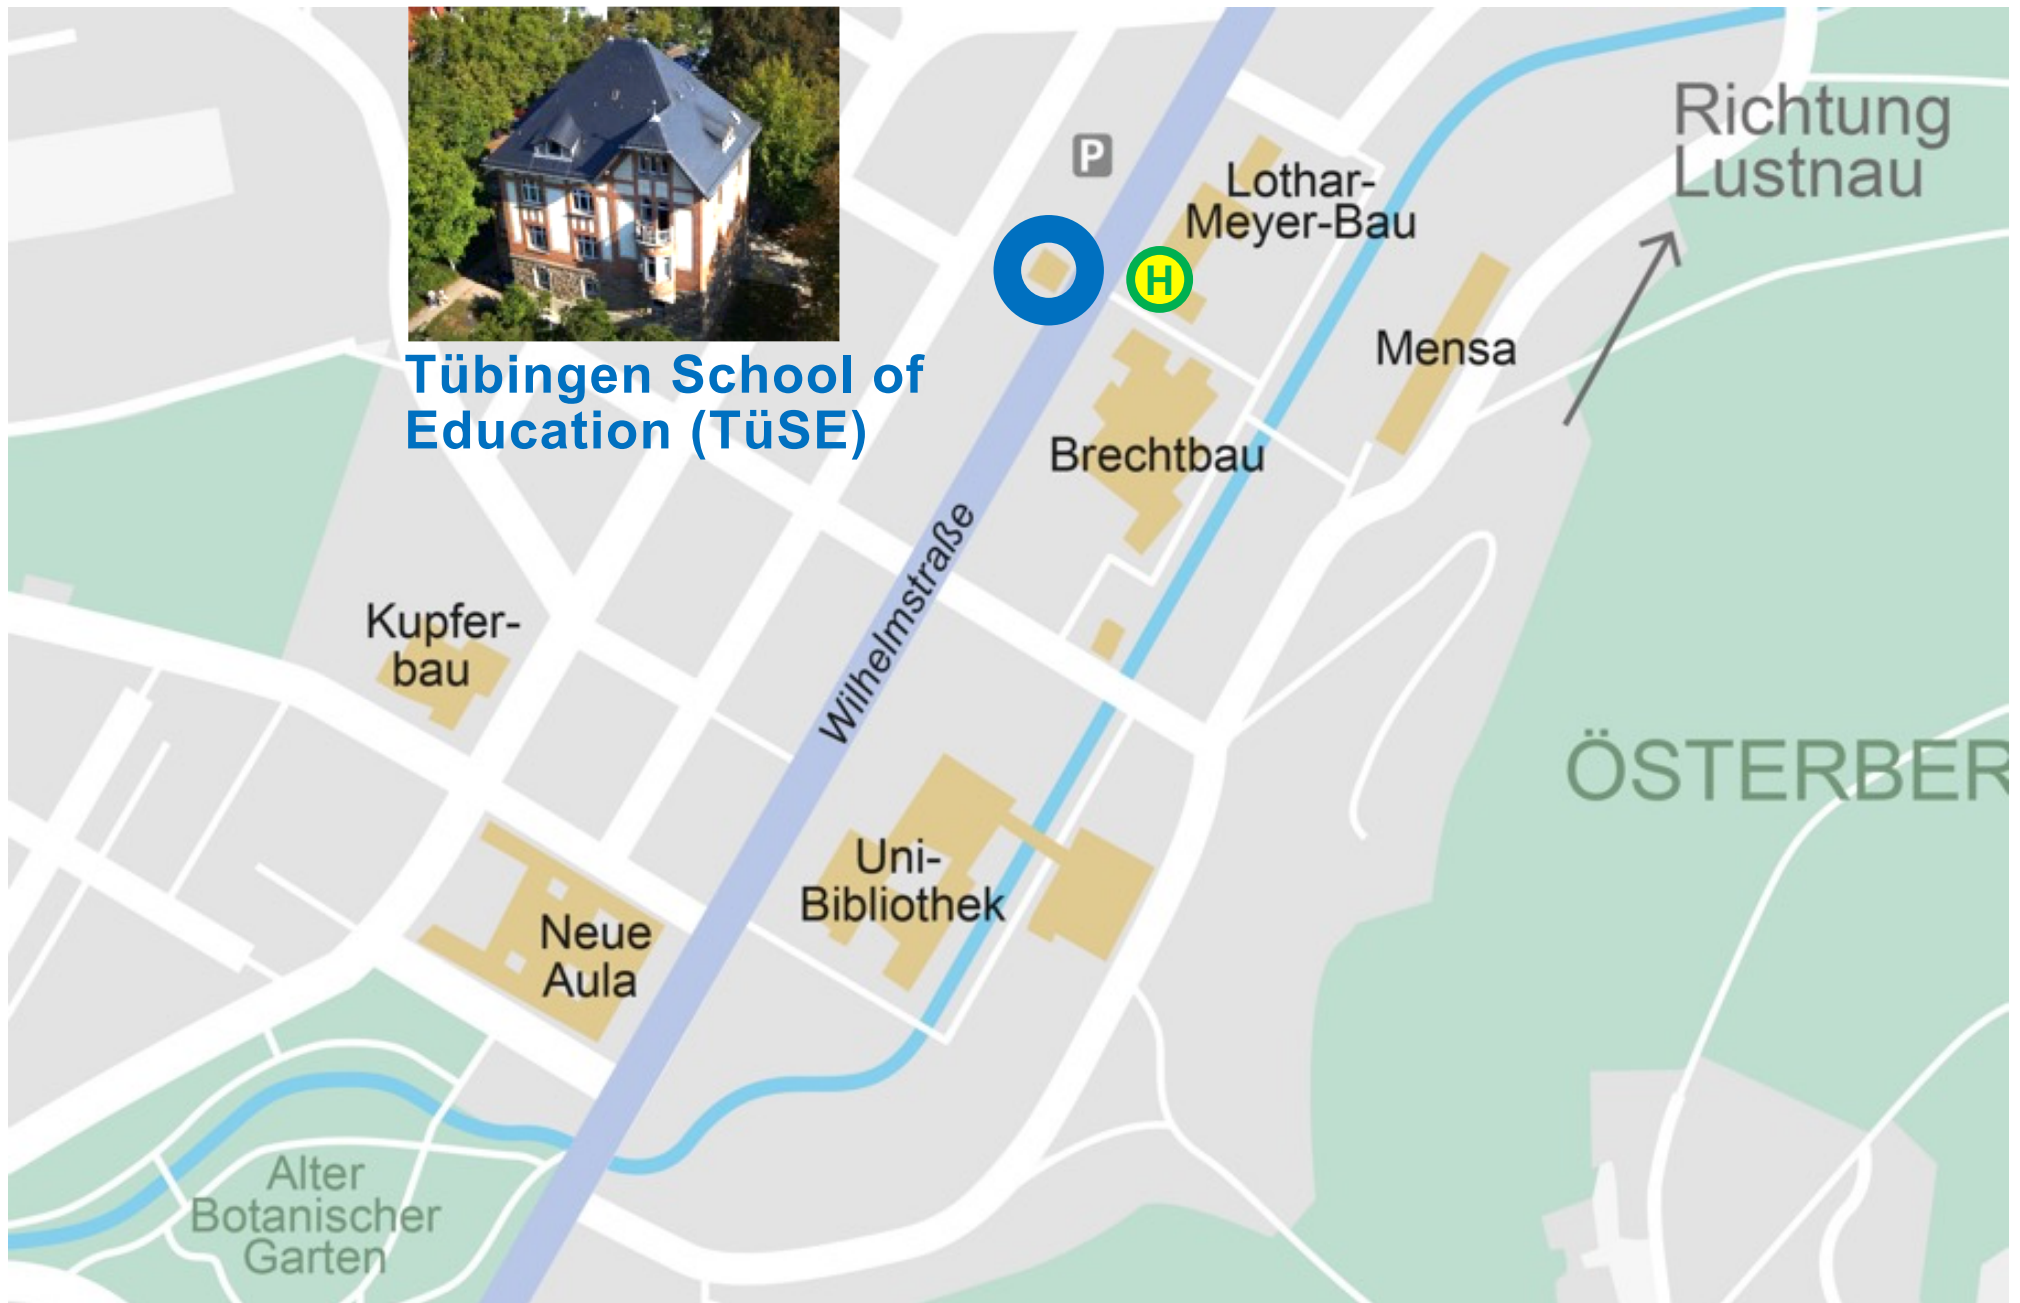 Richtung
Lustnau
P
Lothar-
Meyer-Bau
H
Mensa
Tübingen School of
Education (TüSE)
Brechtbau
Wilhelmstraße
Kupfer-
bau
ÖSTERBER
Uni-
Bibliothek
Neue
Aula
Alter
Botanischer
Garten